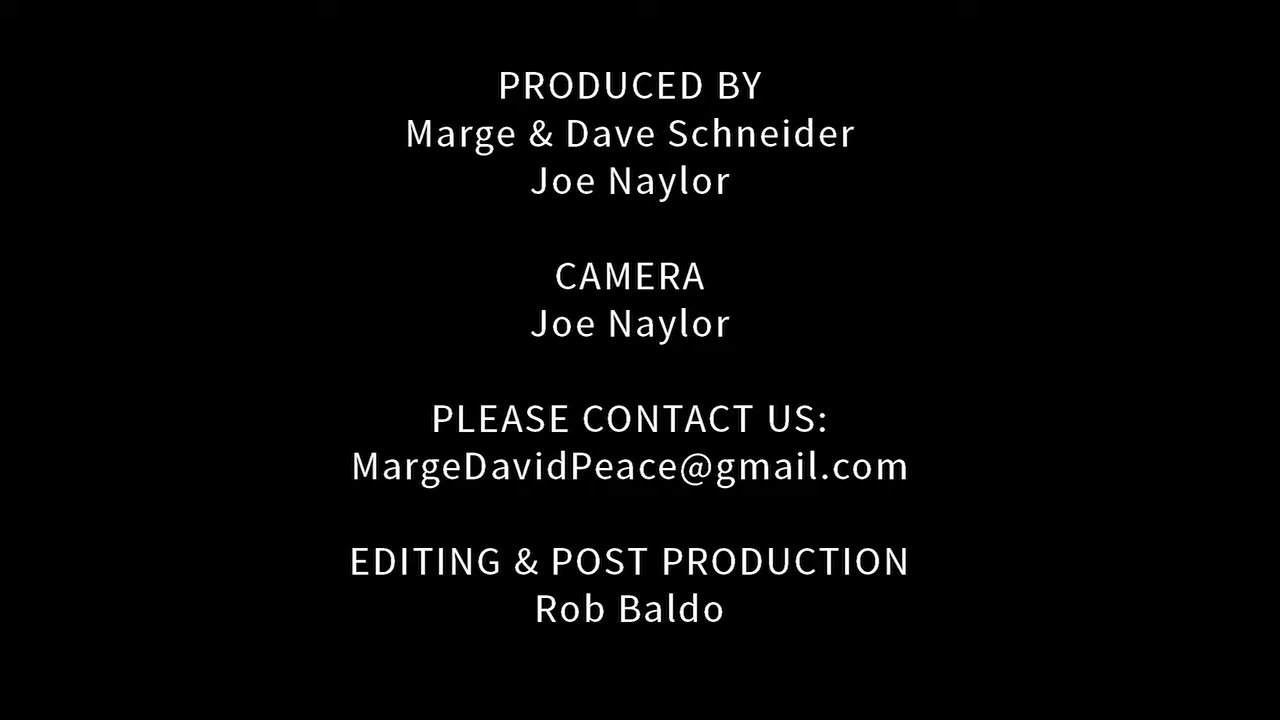 PRODUCED BY
Marge & Dave Schneider
Joe Naylor
CAMERA
Joe Naylor
PLEASE CONTACT US:
MargeDavidPeace@gmail.com
EDITING & POST PRODUCTION
Rob Baldo